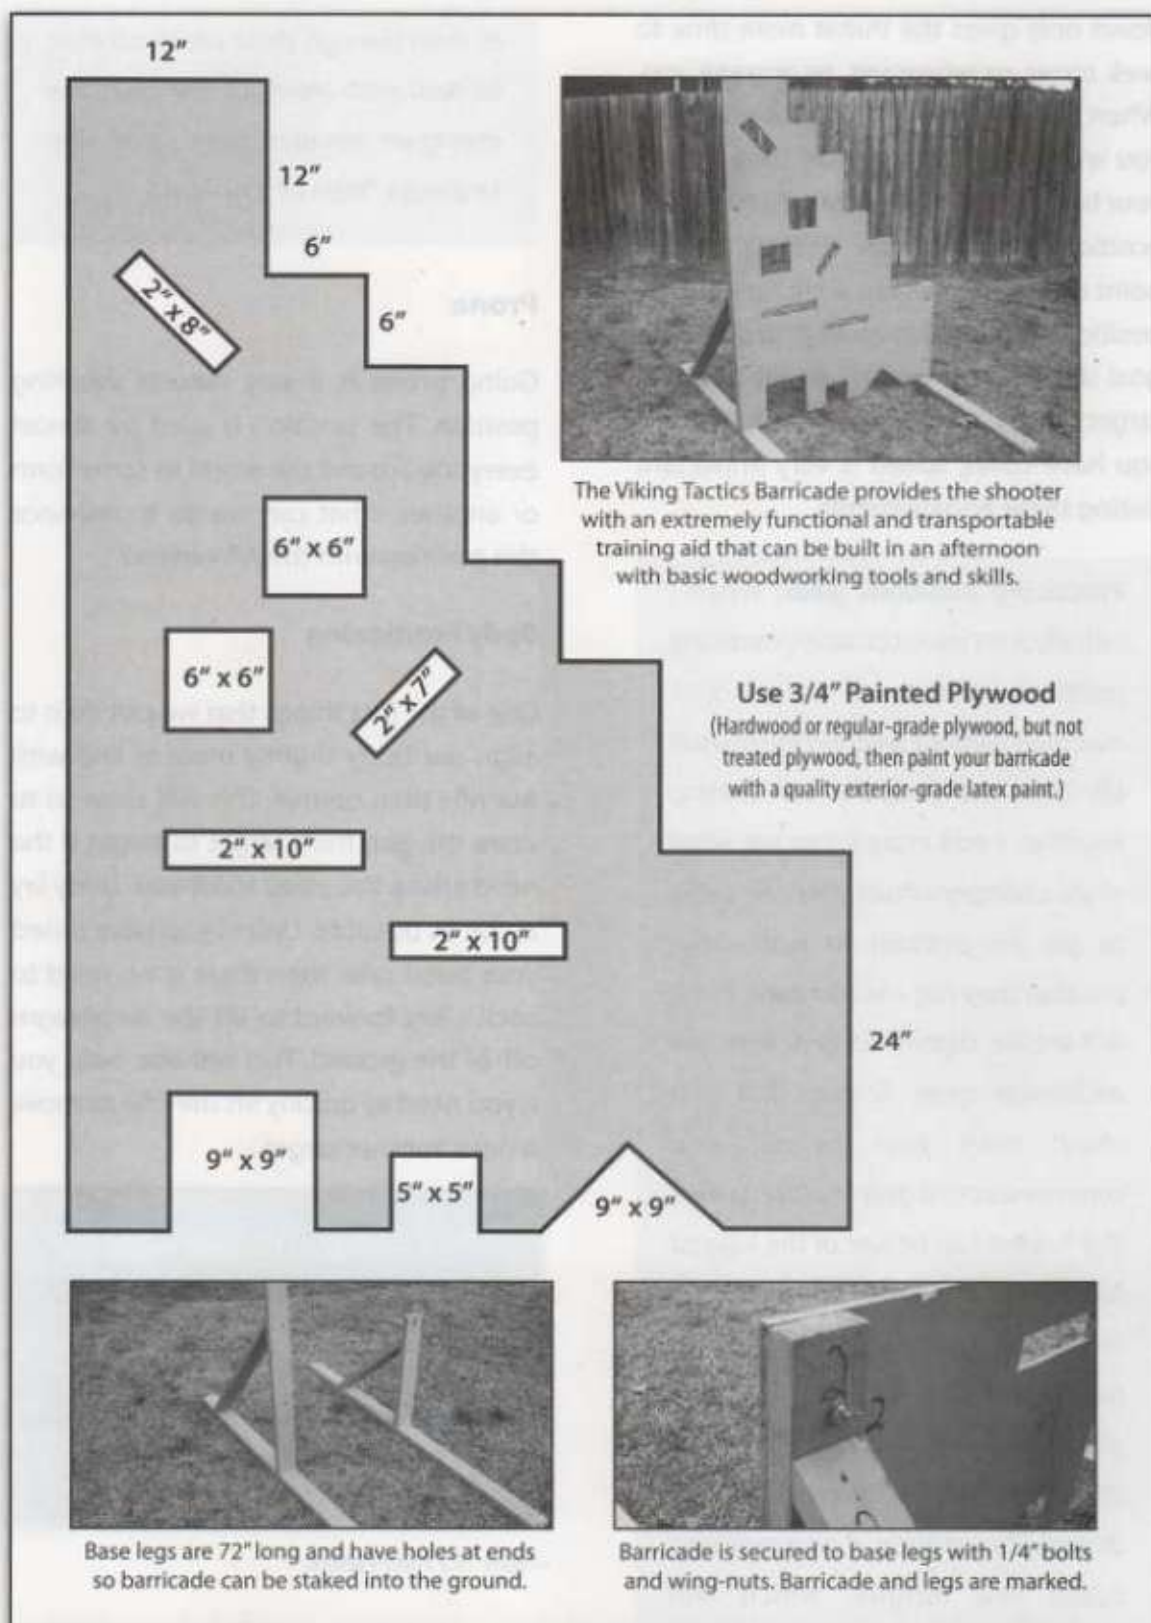 12"
12"
6"
6"
2" x 8"
The Viking Tactics Barricade provides the shooter
with an extremely functional and transportable
training aid that can be built in an afternoon
with basic woodworking tools and skills.
6" x 6"
6" x 6"
2" x 7"
Use 3/4" Painted Plywood
(Hardwood or regular-grade plywood, but not
treated plywood, then paint your barricade
with a quality exterior-grade latex paint.)
2" x 10"
2" x 10"
24"
9" x 9"
5" x 5"
9" x 9"
Base legs are 72" long and have holes at ends
so barricade can be staked into the ground.
2
2
Barricade is secured to base legs with 1/4" bolts
and wing-nuts. Barricade and legs are marked.